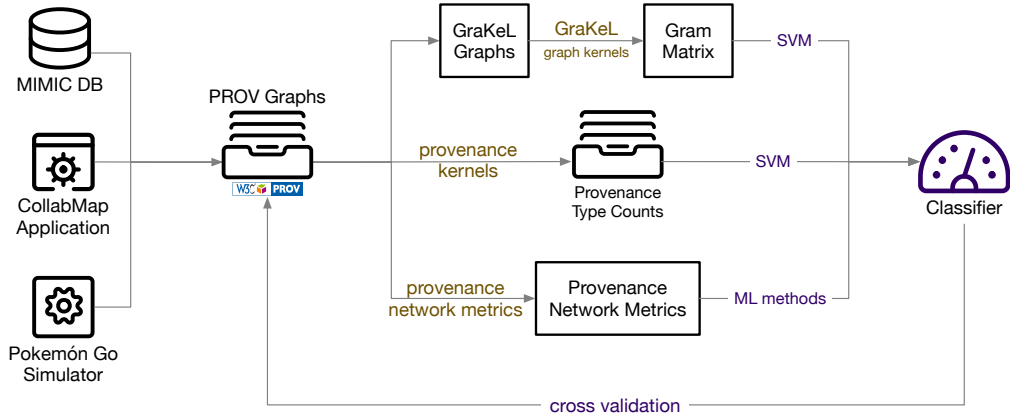 MIMIC DB
CollabMap
Application
Pokemón Go
Simulator
PROV Graphs
W3C PROV
GraKeL
Graphs
GraKeL
graph kernels
Gram
Matrix
SVM
provenance
kernels
Provenance
Type Counts
SVM
provenance
network metrics
Provenance
Network Metrics
ML methods
Classifier
cross validation